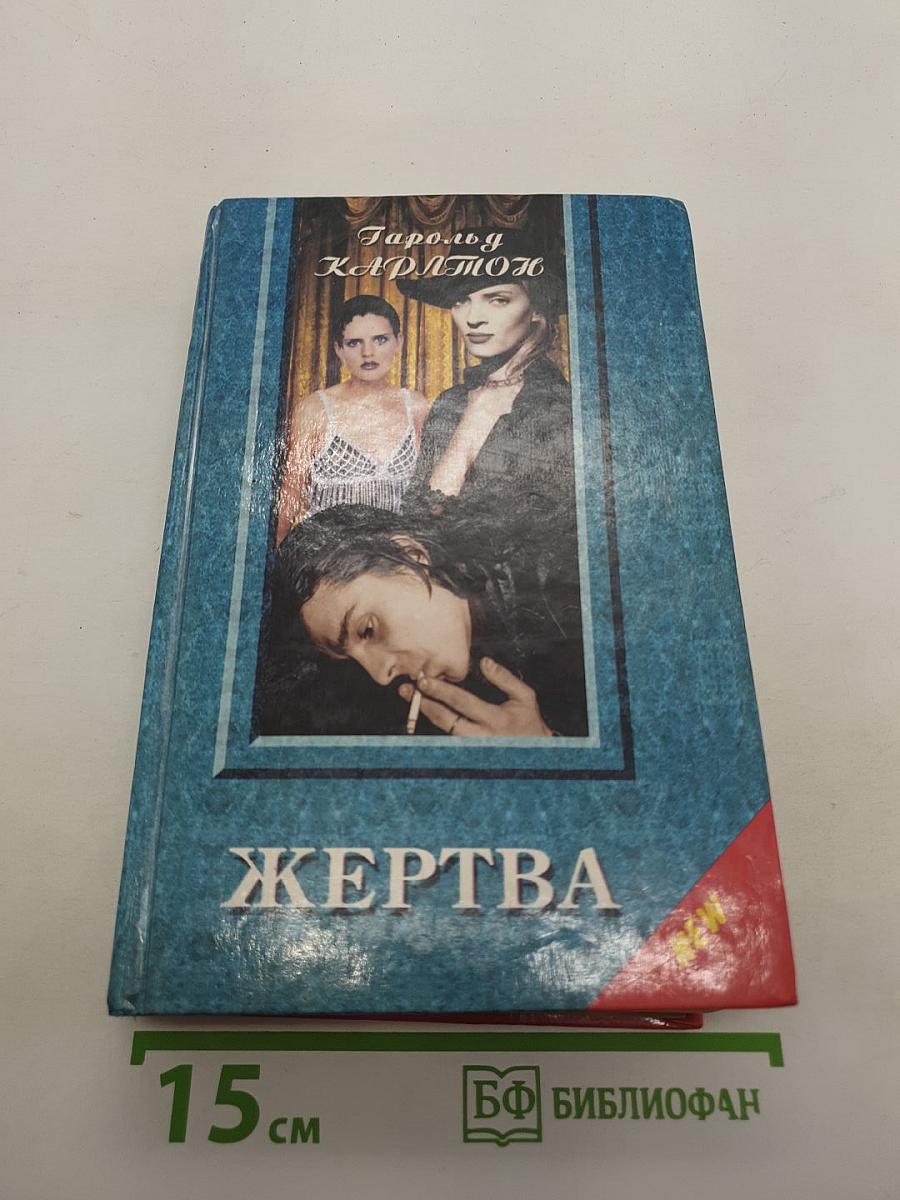 Гарольд
КАРЛТОН
ЖЕРТВА
NEW
15 см
БФ БИБЛИОФАН